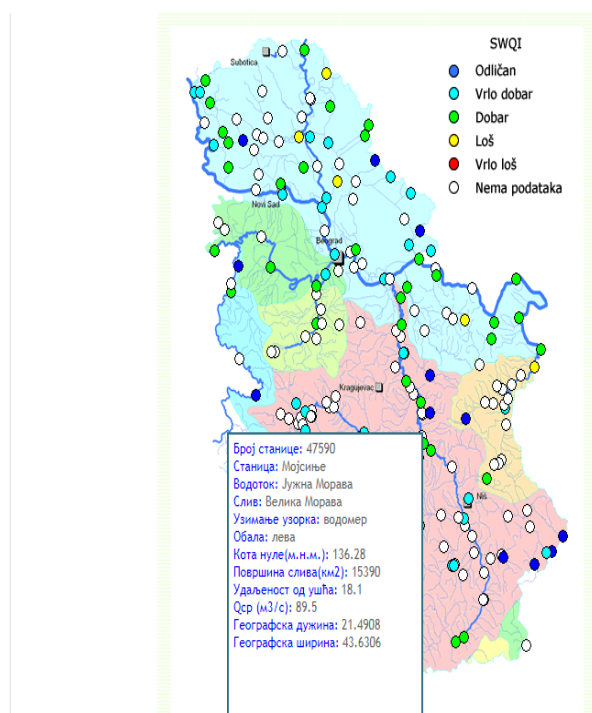 SWQI
Odličan
Vrlo dobar
Dobar
Loš
Vrlo loš
Nema podataka
Subotica
Novi Sad
Beograd
Kragujevac
Niš
Број станице: 47590
Станица: Мојсиње
Водоток: Јужна Морава
Слив: Велика Морава
Узимање узорка: водомер
Обала: лева
Кота нуле(м.н.м.): 136.28
Површина слива(км2): 15390
Удаљеност од ушћа: 18.1
Qср (м3/с): 89.5
Географска дужина: 21.4908
Географска ширина: 43.6306